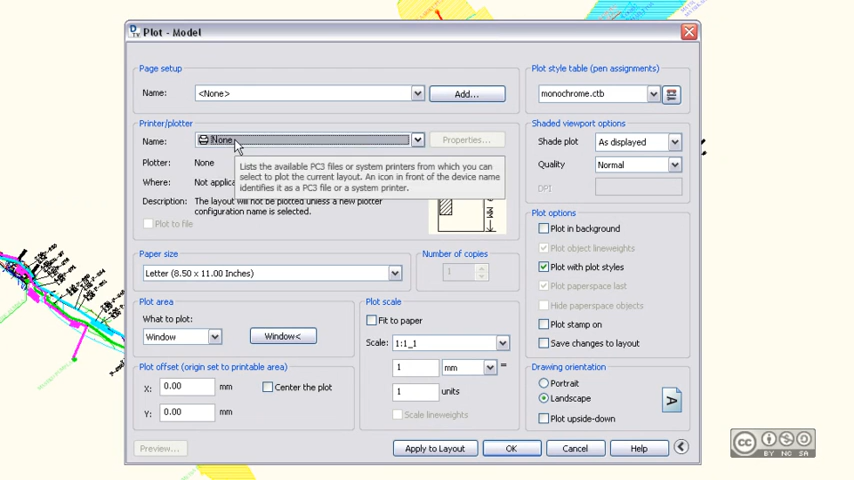 Plot - Model
Page setup
Name:
<None>
Add...
Printer/plotter
Name:
None
Properties...
Plotter:
None
Where:
Not applica
Description:
The layout will not be plotted unless a new plotter
configuration name is selected.
Plot to file
Lists the available PC3 files or system printers from which you can
select to plot the current layout. An icon in front of the device name
identifies it as a PC3 file or a system printer.
MM
Paper size
Letter (8.50 x 11.00 Inches)
Number of copies
1
Plot area
What to plot:
Window
Window<
Plot offset (origin set to printable area)
X:
0.00
mm
Center the plot
Y:
0.00
mm
Plot scale
Fit to paper
Scale:
1:1_1
1
mm
=
1
units
Scale lineweights
Plot style table (pen assignments)
monochrome.ctb
Shaded viewport options
Shade plot
As displayed
Quality
Normal
DPI
Plot options
Plot in background
Plot object lineweights
Plot with plot styles
Plot paperspace last
Hide paperspace objects
Plot stamp on
Save changes to layout
Drawing orientation
Portrait
Landscape
A
Plot upside-down
Preview...
Apply to Layout
OK
Cancel
Help
cc
BY NC SA